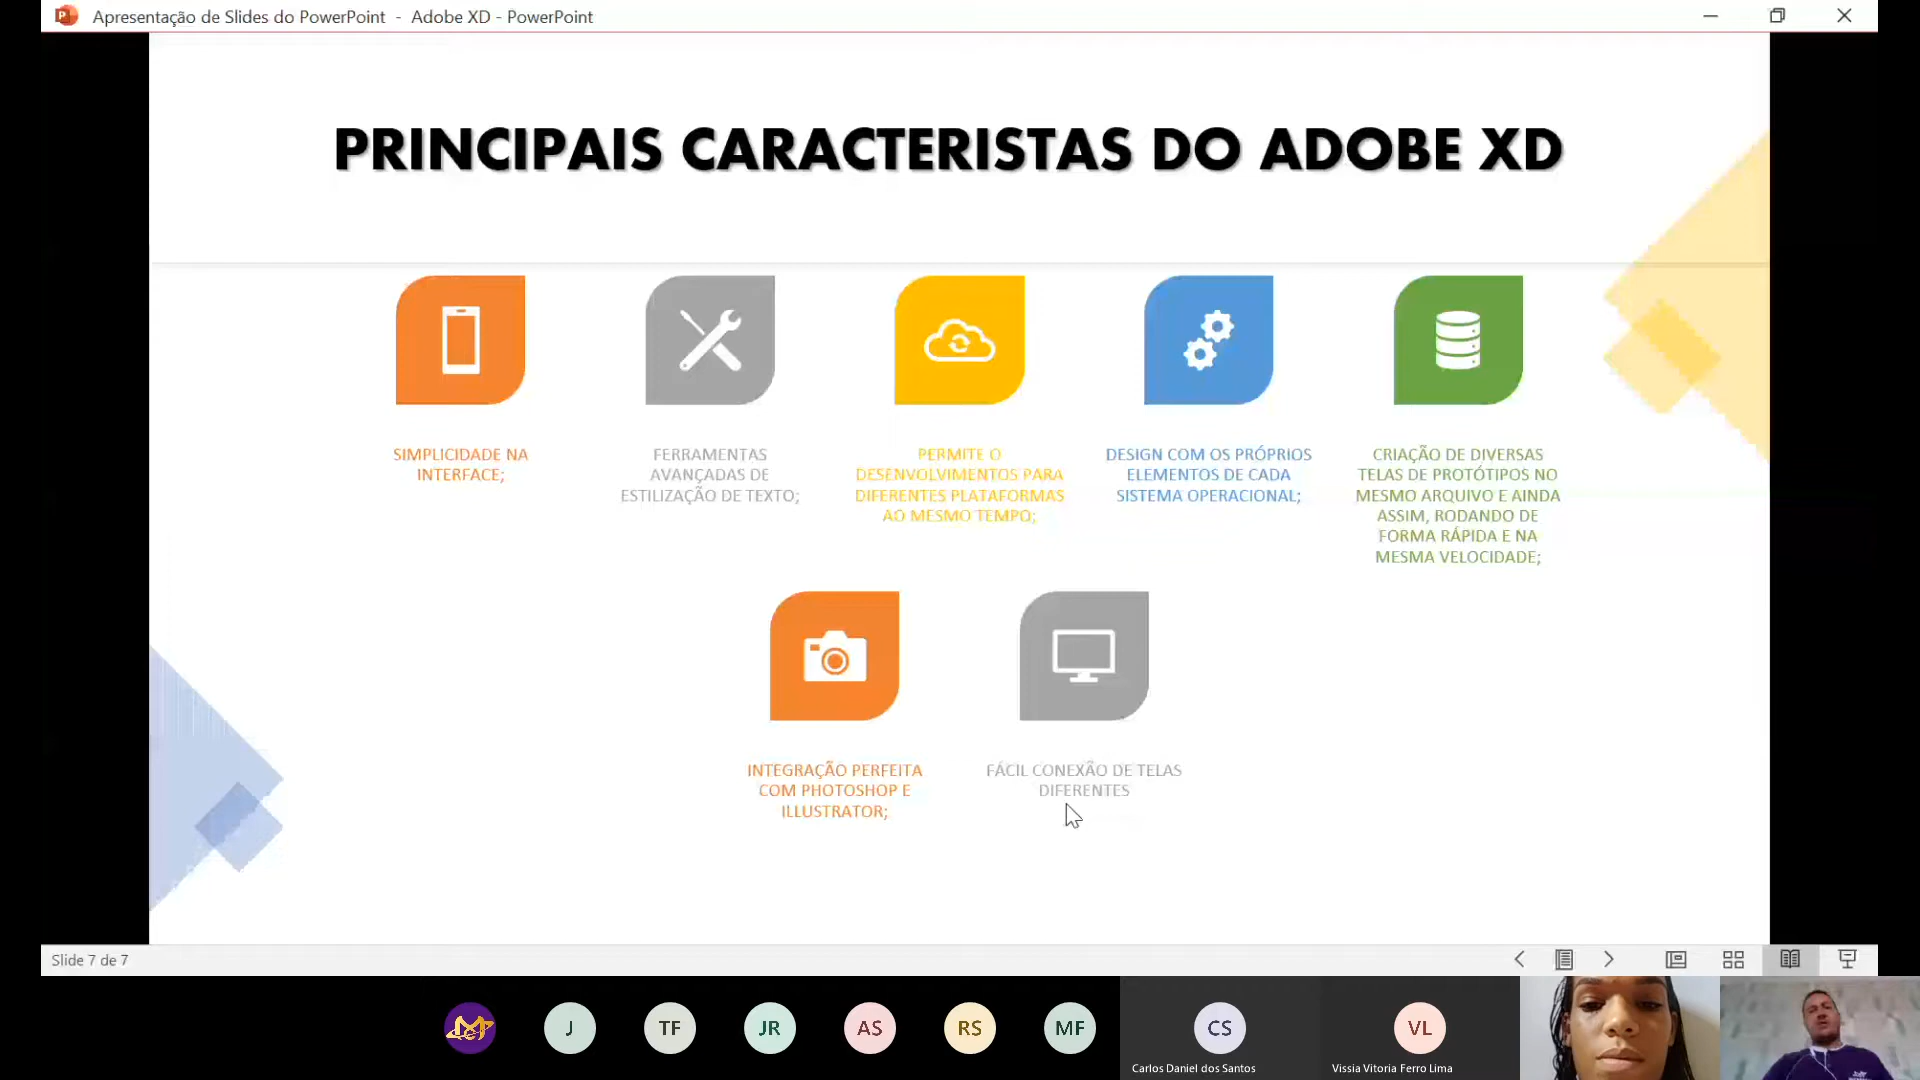 Apresentação de Slides do PowerPoint - Adobe XD - PowerPoint
PRINCIPAIS CARACTERISTAS DO ADOBE XD
SIMPLICIDADE NA
INTERFACE;
FERRAMENTAS
AVANÇADAS DE
ESTILIZAÇÃO DE TEXTO;
PERMITE O
DESENVOLVIMENTOS PARA
DIFERENTES PLATAFORMAS
AO MESMO TEMPO;
DESIGN COM OS PRÓPRIOS
ELEMENTOS DE CADA
SISTEMA OPERACIONAL;
CRIAÇÃO DE DIVERSAS
TELAS DE PROTÓTIPOS NO
MESMO ARQUIVO E AINDA
ASSIM, RODANDO DE
FORMA RÁPIDA E NA
MESMA VELOCIDADE;
INTEGRAÇÃO PERFEITA
COM PHOTOSHOP E
ILLUSTRATOR;
FÁCIL CONEXÃO DE TELAS
DIFERENTES
Slide 7 de 7
J
TF
JR
AS
RS
MF
CS
VL
Carlos Daniel dos Santos
Vissia Vitoria Ferro Lima